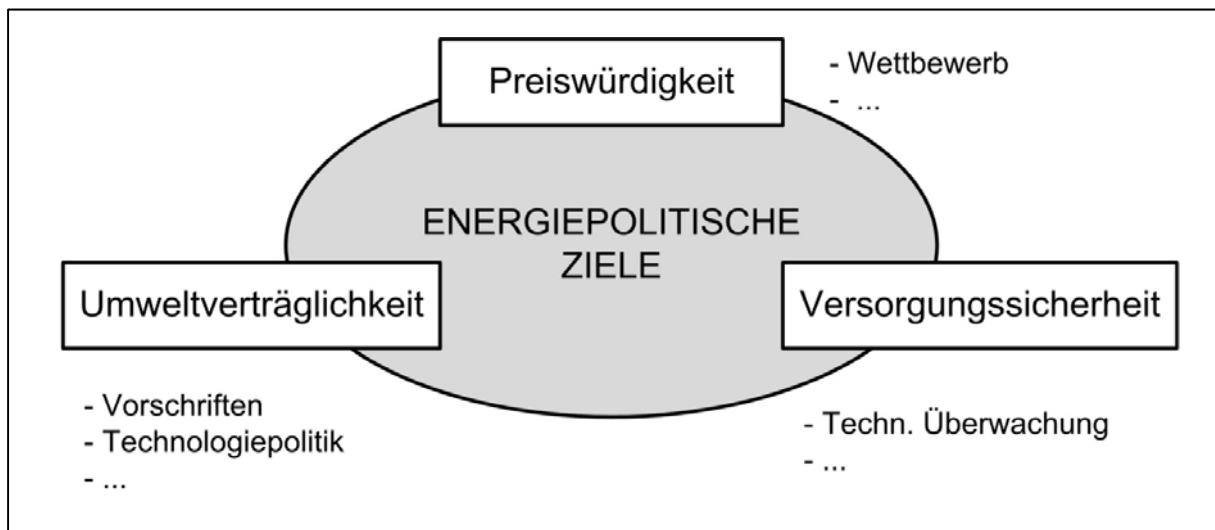 Preiswürdigkeit
- Wettbewerb
- ...
ENERGIEPOLITISCHE
ZIELE
Umweltverträglichkeit
Versorgungssicherheit
- Vorschriften
- Technologiepolitik
- ...
- Techn. Überwachung
- ...